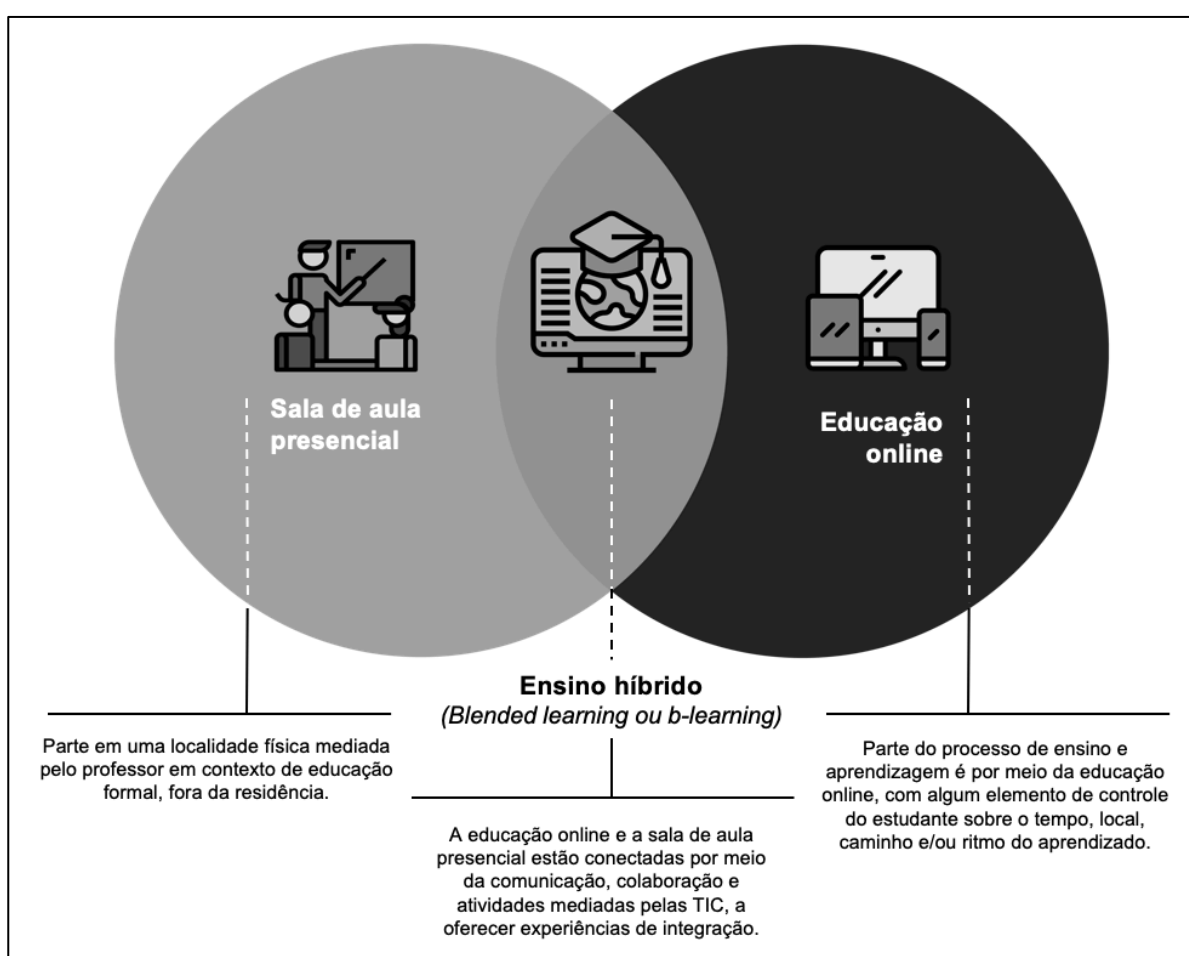 Sala de aula
presencial
Educação
online
Ensino híbrido
(Blended learning ou b-learning)
Parte em uma localidade física mediada
pelo professor em contexto de educação
formal, fora da residência.
A educação online e a sala de aula
presencial estão conectadas por meio
da comunicação, colaboração e
atividades mediadas pelas TIC, a
oferecer experiências de integração.
Parte do processo de ensino e
aprendizagem é por meio da educação
online, com algum elemento de controle
do estudante sobre o tempo, local,
caminho e/ou ritmo do aprendizado.